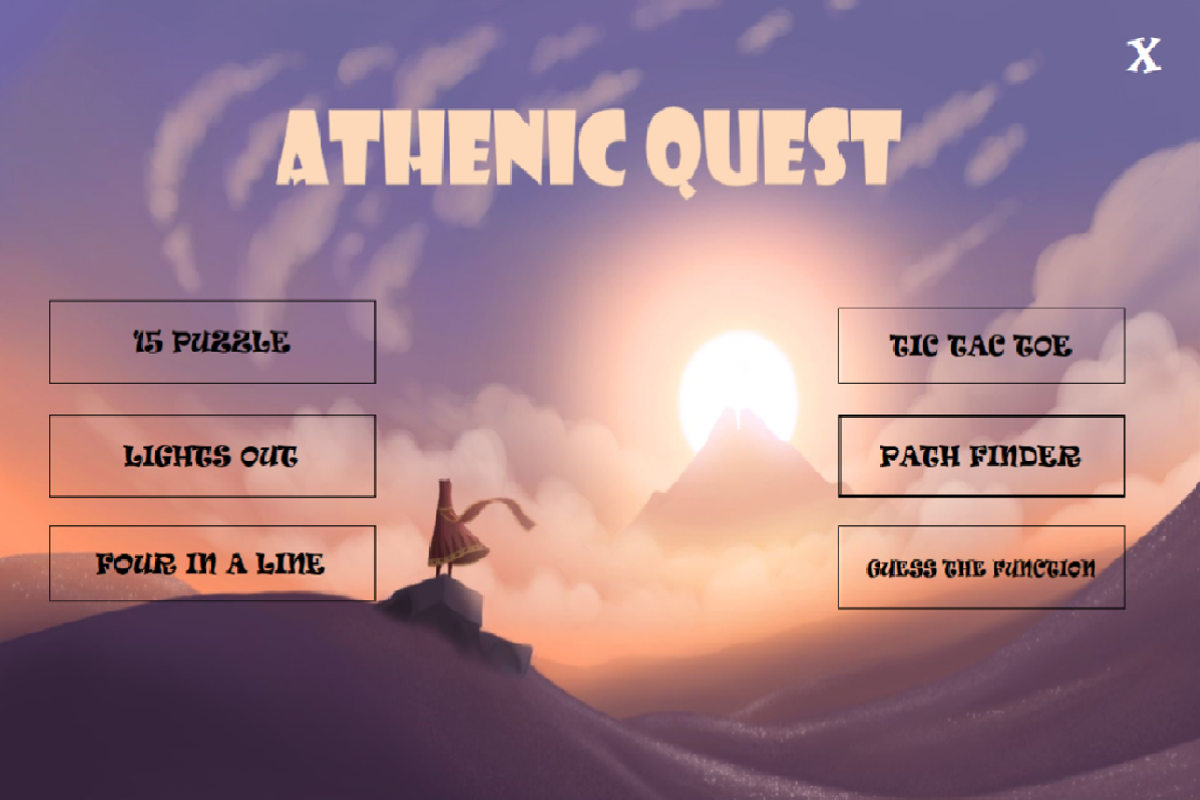 X
ATHENIC QUEST
15 PUZZLE
TIC TAC TOE
LIGHTS OUT
PATH FINDER
FOUR IN A LINE
GUESS THE FUNCTION